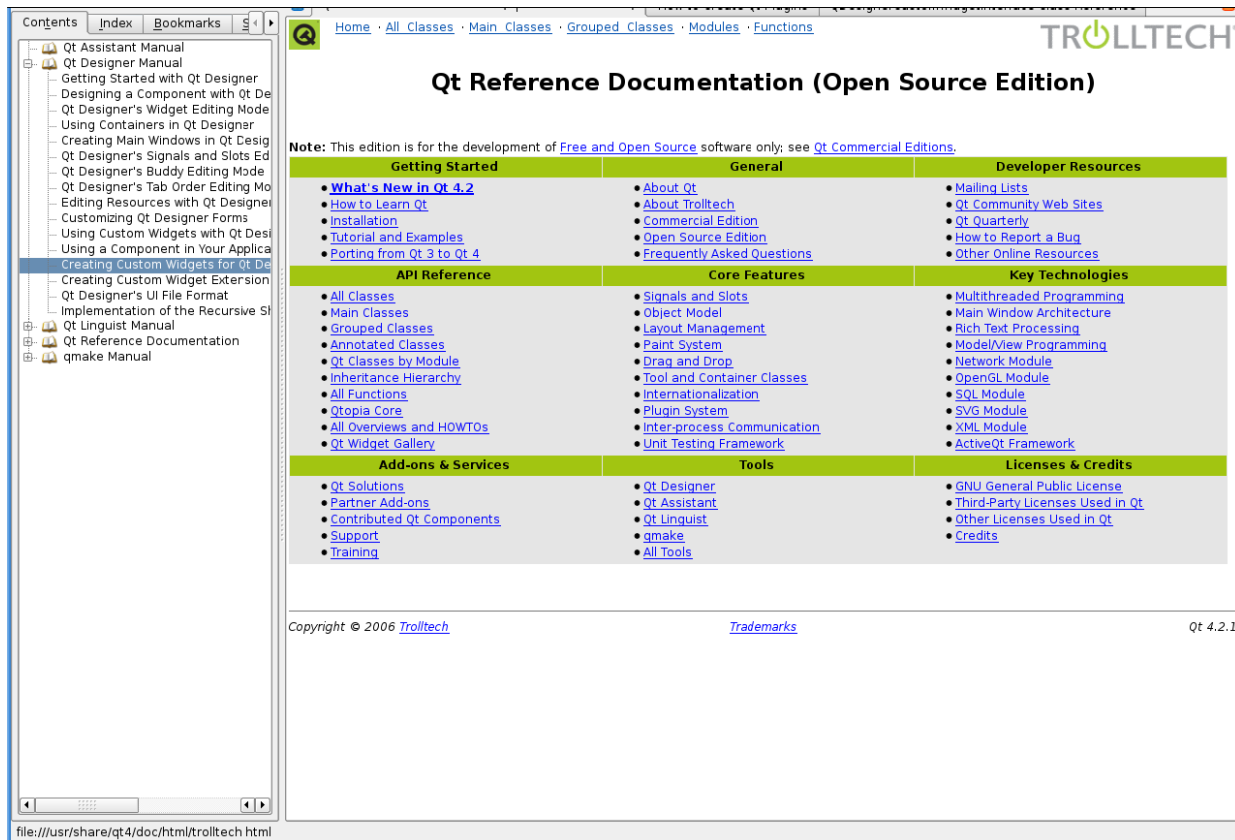 Contents Index Bookmarks S
Qt Assistant Manual
Qt Designer Manual
Getting Started with Qt Designer
Designing a Component with Qt De
Qt Designer's Widget Editing Mode
Using Containers in Qt Designer
Creating Main Windows in Qt Desig
Qt Designer's Signals and Slots Ed
Qt Designer's Buddy Editing Mode
Qt Designer's Tab Order Editing Mo
Editing Resources with Qt Designer
Customizing Qt Designer Forms
Using Custom Widgets with Qt Desi
Using a Component in Your Applica
Creating Custom Widgets for Qt De
Creating Custom Widget Extension
Qt Designer's UI File Format
Implementation of the Recursive Sh
Qt Linguist Manual
Qt Reference Documentation
qmake Manual
Home · All Classes · Main Classes · Grouped Classes · Modules · Functions
TROLLTECH
Qt Reference Documentation (Open Source Edition)
Note: This edition is for the development of Free and Open Source software only; see Qt Commercial Editions.
Getting Started
• What's New in Qt 4.2
• How to Learn Qt
• Installation
• Tutorial and Examples
• Porting from Qt 3 to Qt 4
General
• About Qt
• About Trolltech
• Commercial Edition
• Open Source Edition
• Frequently Asked Questions
Developer Resources
• Mailing Lists
• Qt Community Web Sites
• Qt Quarterly
• How to Report a Bug
• Other Online Resources
API Reference
• All Classes
• Main Classes
• Grouped Classes
• Annotated Classes
• Qt Classes by Module
• Inheritance Hierarchy
• All Functions
• Qtopia Core
• All Overviews and HOWTOs
• Qt Widget Gallery
Core Features
• Signals and Slots
• Object Model
• Layout Management
• Paint System
• Drag and Drop
• Tool and Container Classes
• Internationalization
• Plugin System
• Inter-process Communication
• Unit Testing Framework
Key Technologies
• Multithreaded Programming
• Main Window Architecture
• Rich Text Processing
• Model/View Programming
• Network Module
• OpenGL Module
• SQL Module
• SVG Module
• XML Module
• ActiveQt Framework
Add-ons & Services
• Qt Solutions
• Partner Add-ons
• Contributed Qt Components
• Support
• Training
Tools
• Qt Designer
• Qt Assistant
• Qt Linguist
• qmake
• All Tools
Licenses & Credits
• GNU General Public License
• Third-Party Licenses Used in Qt
• Other Licenses Used in Qt
• Credits
Copyright © 2006 Trolltech Trademarks Qt 4.2.1
file:///usr/share/qt4/doc/html/trolltech html